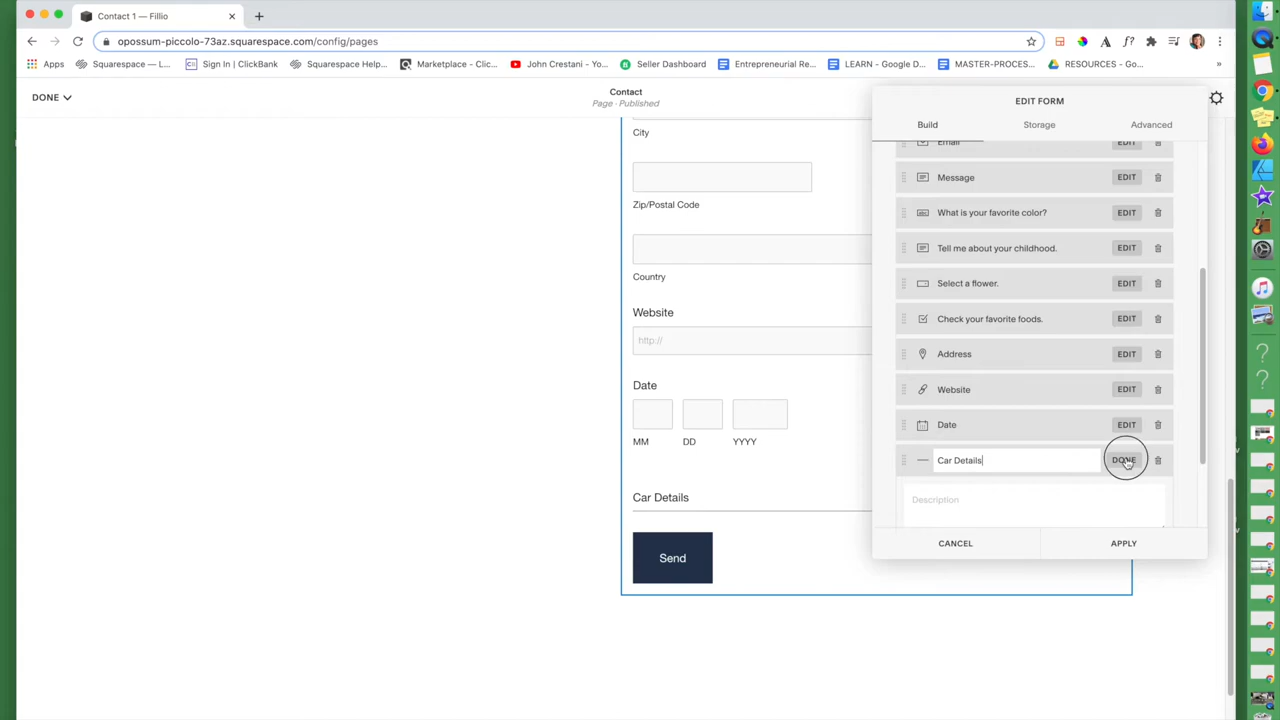 Contact 1 — Fillio
opossum-piccolo-73az.squarespace.com/config/pages
Apps Squarespace — L... Sign In | ClickBank Squarespace Help... Marketplace - Clic... John Crestani - Yo... Seller Dashboard Entrepreneurial Re... LEARN - Google D... MASTER-PROCES... RESOURCES - Go... »
DONE
Contact
Page · Published
City
Zip/Postal Code
Country
Website
http://
Date
MM DD YYYY
Car Details
Send
EDIT FORM
Build Storage Advanced
Email EDIT
Message EDIT
What is your favorite color? EDIT
Tell me about your childhood. EDIT
Select a flower. EDIT
Check your favorite foods. EDIT
Address EDIT
Website EDIT
Date EDIT
Car Details DONE
Description
CANCEL APPLY